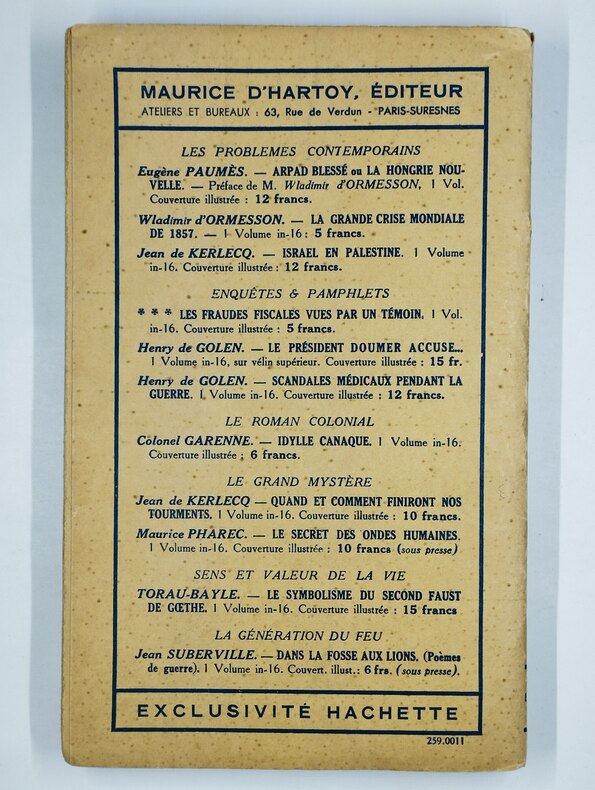 MAURICE D'HARTOY, ÉDITEUR
ATELIERS ET BUREAUX : 63, Rue de Verdun - PARIS-SURESNES
LES PROBLEMES CONTEMPORAINS
Eugène PAUMÈS. — ARPAD BLESSÉ ou LA HONGRIE NOU-
VELLE. — Préface de M. Wladimir d'ORMESSON, 1 Vol.
Couverture illustrée : 12 francs.
Wladimir d'ORMESSON. — LA GRANDE CRISE MONDIALE
DE 1857. — 1 Volume in-16 : 5 francs.
Jean de KERLECQ. — ISRAEL EN PALESTINE. 1 Volume
in-16. Couverture illustrée : 12 francs.
ENQUÊTES & PAMPHLETS
* * * LES FRAUDES FISCALES VUES PAR UN TÉMOIN, 1 Vol.
in-16. Couverture illustrée : 5 francs.
Henry de GOLEN. — LE PRÉSIDENT DOUMER ACCUSE...
1 Volume in-16, sur vélin supérieur. Couverture illustrée : 15 fr.
Henry de GOLEN. — SCANDALES MÉDICAUX PENDANT LA
GUERRE. 1 Volume in-16. Couverture illustrée : 12 francs.
LE ROMAN COLONIAL
Colonel GARENNE. — IDYLLE CANAQUE. 1 Volume in-16.
Couverture illustrée : 6 francs.
LE GRAND MYSTÈRE
Jean de KERLECQ — QUAND ET COMMENT FINIRONT NOS
TOURMENTS. 1 Volume in-16. Couverture illustrée : 10 francs.
Maurice PHAREC. — LE SECRET DES ONDES HUMAINES.
1 Volume in-16. Couverture illustrée : 10 francs (sous presse)
SENS ET VALEUR DE LA VIE
TORAU-BAYLE. — LE SYMBOLISME DU SECOND FAUST
DE GŒTHE. 1 Volume in-16. Couverture illustrée : 15 francs
LA GÉNÉRATION DU FEU
Jean SUBERVILLE. — DANS LA FOSSE AUX LIONS. (Poèmes
de guerre). 1 Volume in-16. Couvert. illust.: 6 frs. (sous presse).
EXCLUSIVITÉ HACHETTE
259.0011